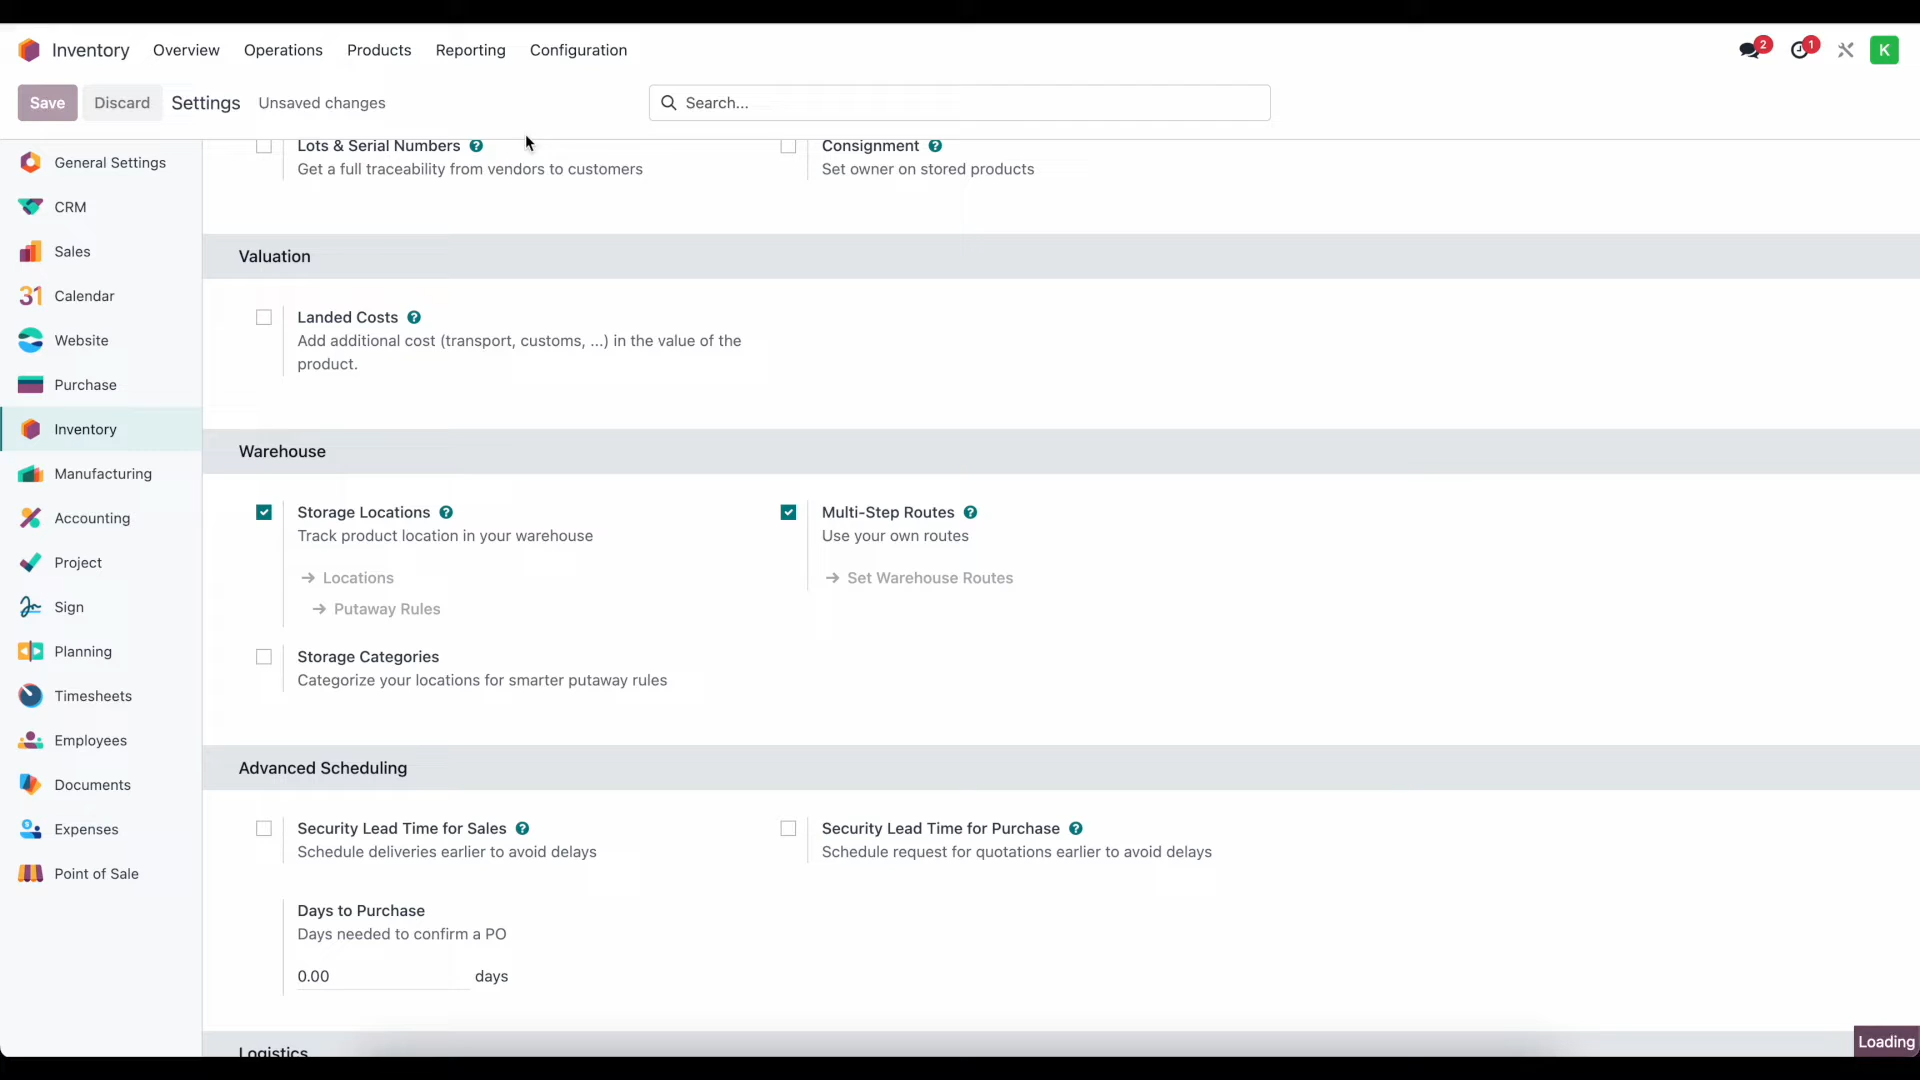 Inventory Overview Operations Products Reporting Configuration 2 1 K
Save Discard Settings Unsaved changes Search...
General Settings
CRM
Sales
31 Calendar
Website
Purchase
Inventory
Manufacturing
Accounting
Project
Sign
Planning
Timesheets
Employees
Documents
Expenses
Point of Sale
Lots & Serial Numbers ?
Get a full traceability from vendors to customers
Consignment ?
Set owner on stored products
Valuation
Landed Costs ?
Add additional cost (transport, customs, ...) in the value of the
product.
Warehouse
Storage Locations ?
Track product location in your warehouse
→ Locations
→ Putaway Rules
Multi-Step Routes ?
Use your own routes
→ Set Warehouse Routes
Storage Categories
Categorize your locations for smarter putaway rules
Advanced Scheduling
Security Lead Time for Sales ?
Schedule deliveries earlier to avoid delays
Security Lead Time for Purchase ?
Schedule request for quotations earlier to avoid delays
Days to Purchase
Days needed to confirm a PO
0.00 days
Logistics
Loading